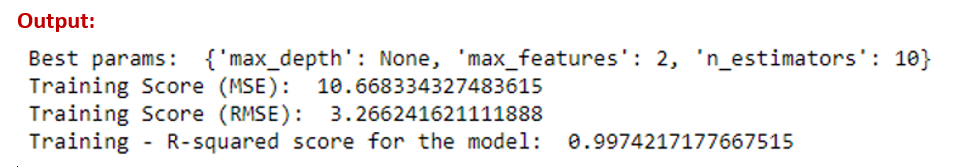 Output:
Best params:  {'max_depth': None, 'max_features': 2, 'n_estimators': 10}
Training Score (MSE):  10.668334327483615
Training Score (RMSE):  3.266241621111888
Training - R-squared score for the model:  0.9974217177667515